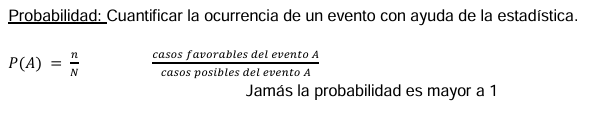 Probabilidad: Cuantificar la ocurrencia de un evento con ayuda de la estadística.
P(A) = n/N   casos favorables del evento A / casos posibles del evento A
Jamás la probabilidad es mayor a 1